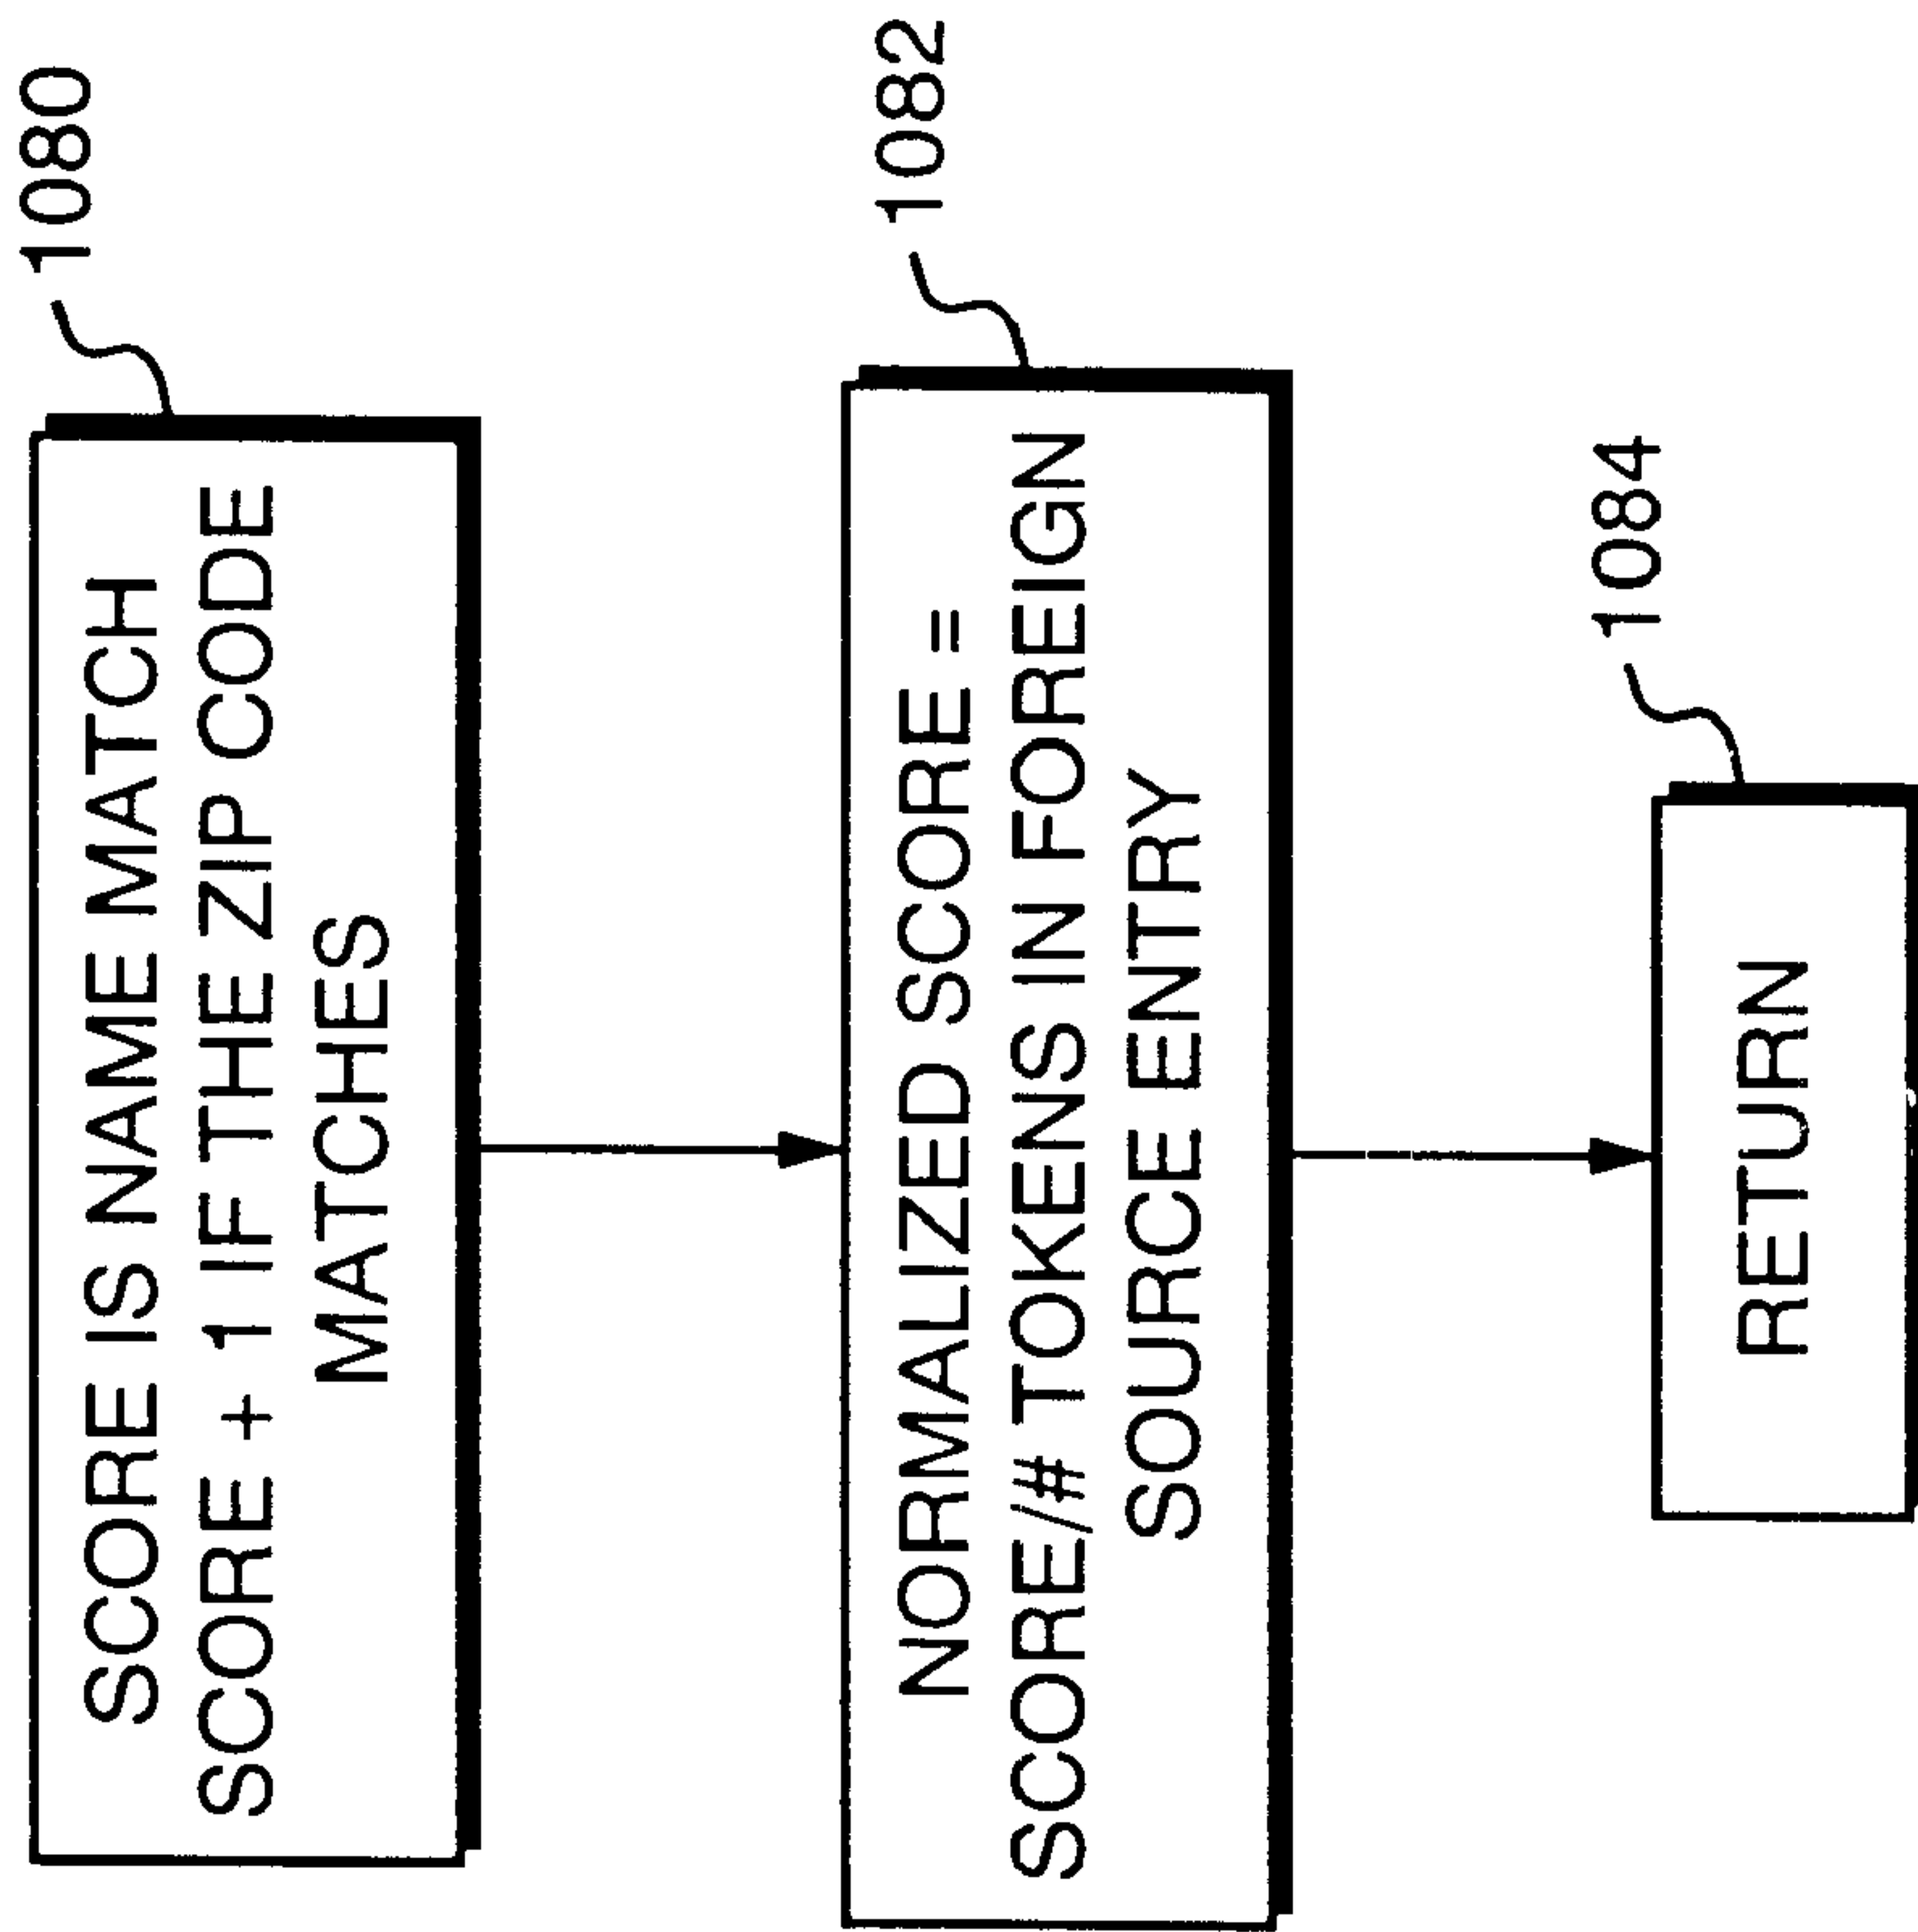 1080
SCORE IS NAME MATCH
SCORE + 1 IF THE ZIP CODE
MATCHES
1082
NORMALIZED SCORE =
SCORE/# TOKENS IN FOREIGN
SOURCE ENTRY
1084
RETURN